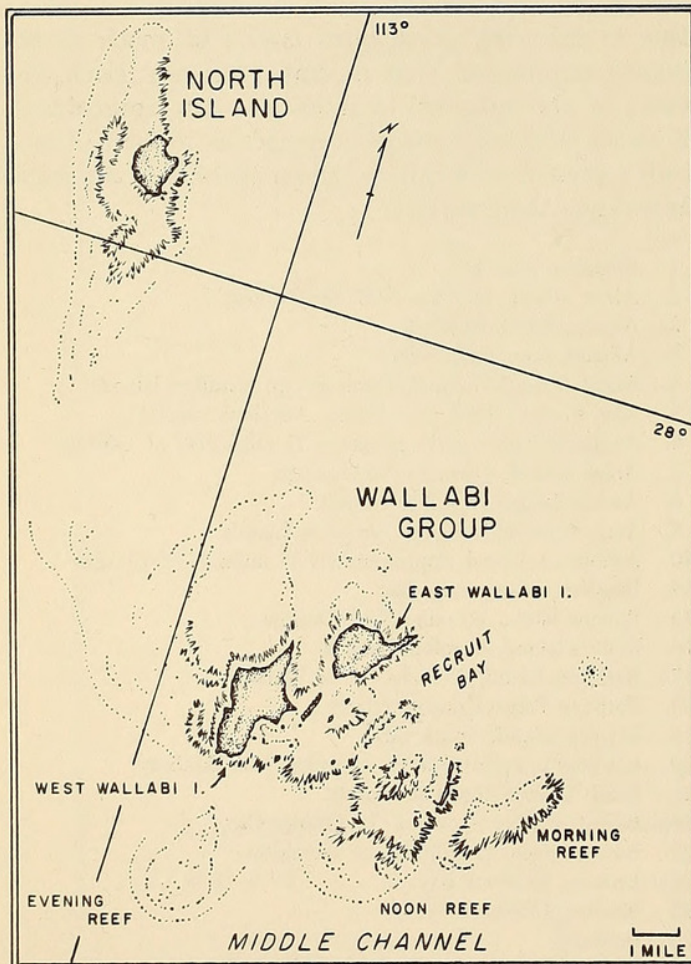 113°
NORTH
ISLAND
N
28°
WALLABI
GROUP
EAST WALLABI I.
RECRUIT
BAY
WEST WALLABI I.
MORNING
REEF
EVENING
REEF
NOON REEF
MIDDLE CHANNEL
1 MILE